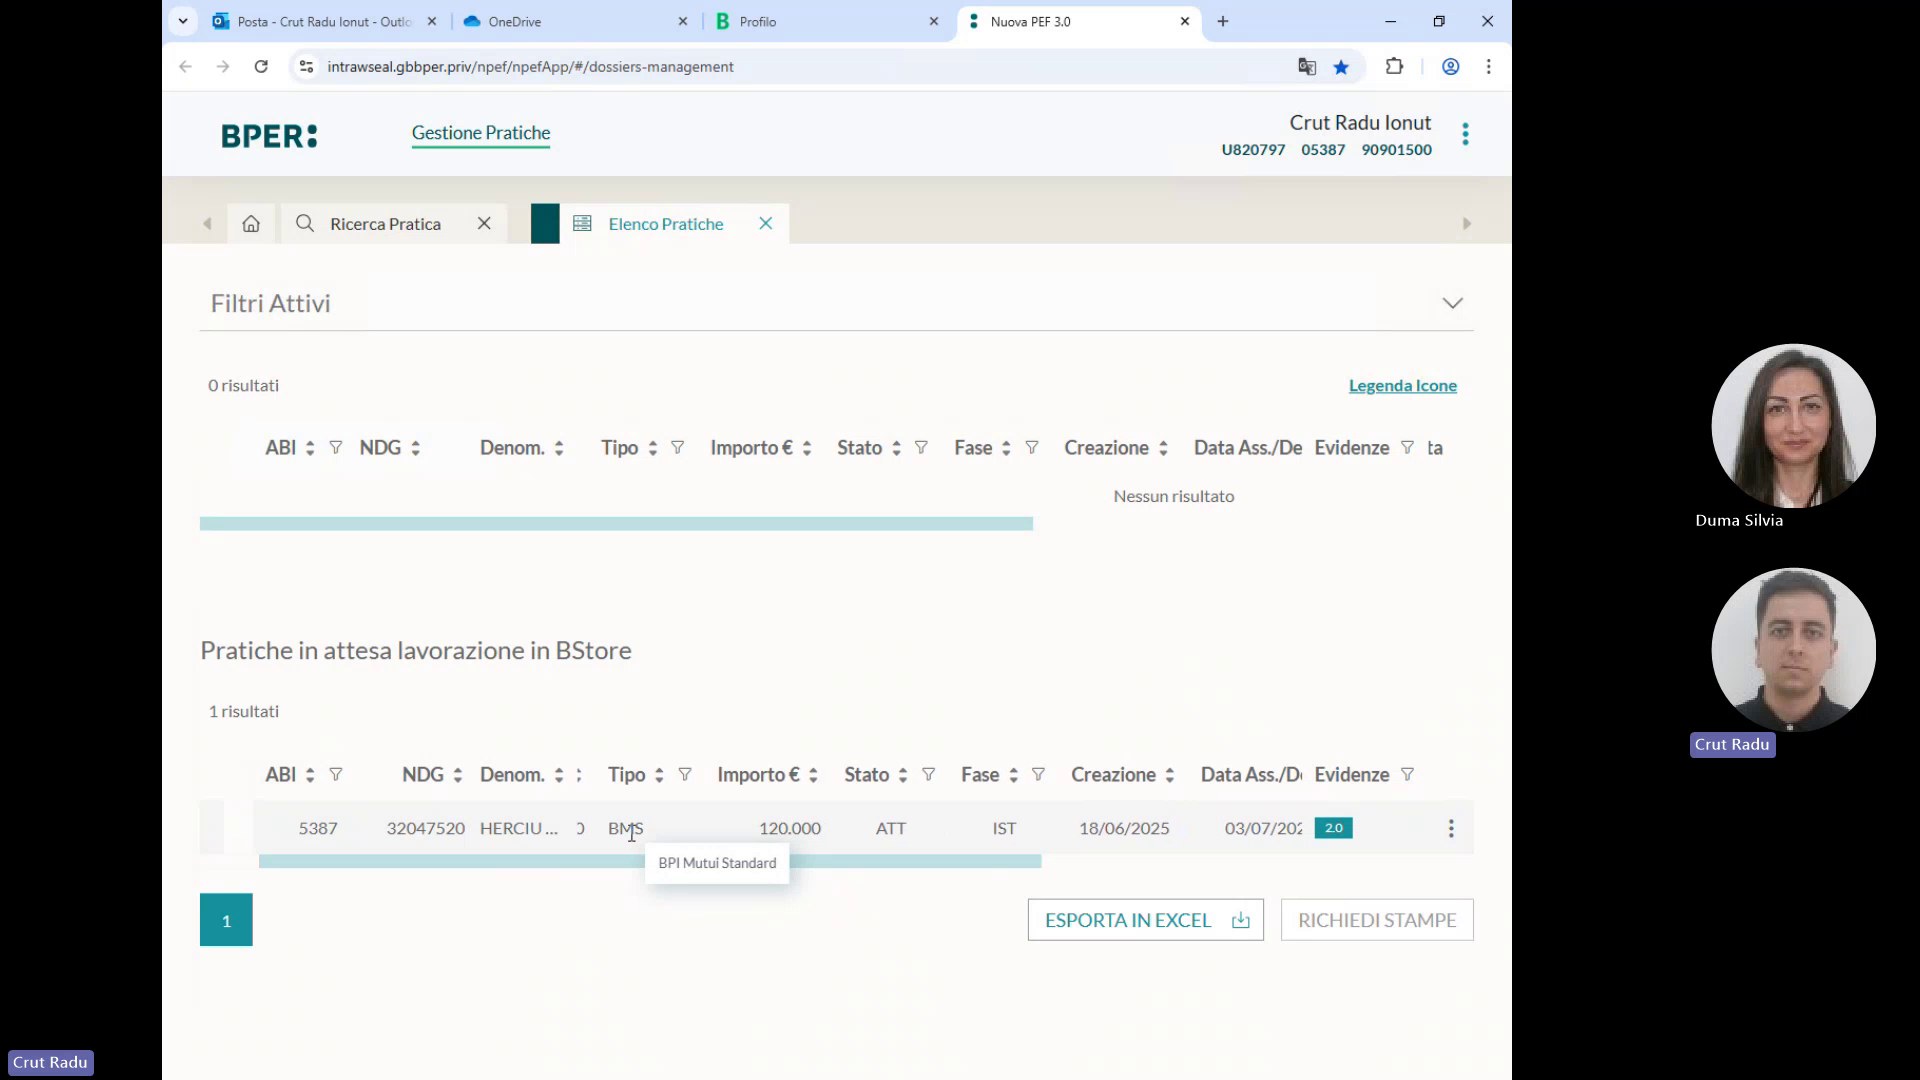 Posta - Crut Radu Ionut - Outlo
OneDrive
Profilo
Nuova PEF 3.0
intrawseal.gbbper.priv/npef/npefApp/#/dossiers-management
BPER:
Gestione Pratiche
Crut Radu Ionut
U820797 05387 90901500
Ricerca Pratica
Elenco Pratiche
Filtri Attivi
0 risultati
Legenda Icone
ABI NDG Denom. Tipo Importo € Stato Fase Creazione Data Ass./De Evidenze ta
Nessun risultato
Duma Silvia
Pratiche in attesa lavorazione in BStore
1 risultati
Crut Radu
ABI NDG Denom. Tipo Importo € Stato Fase Creazione Data Ass./De Evidenze
5387 32047520 HERCIU ... BMS 120.000 ATT IST 18/06/2025 03/07/202 2.0
BPI Mutui Standard
1
ESPORTA IN EXCEL
RICHIEDI STAMPE
Crut Radu